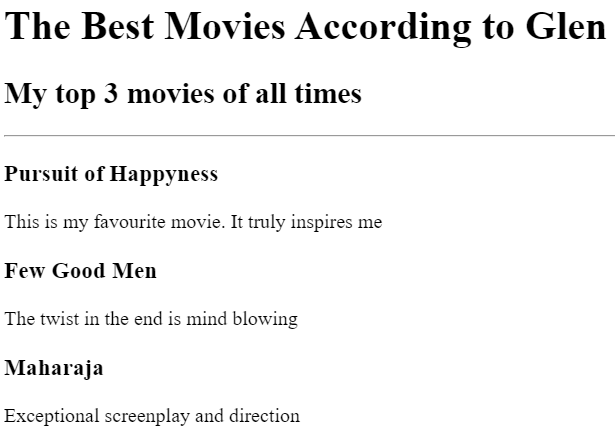 The Best Movies According to Glen
My top 3 movies of all times
Pursuit of Happyness
This is my favourite movie. It truly inspires me
Few Good Men
The twist in the end is mind blowing
Maharaja
Exceptional screenplay and direction